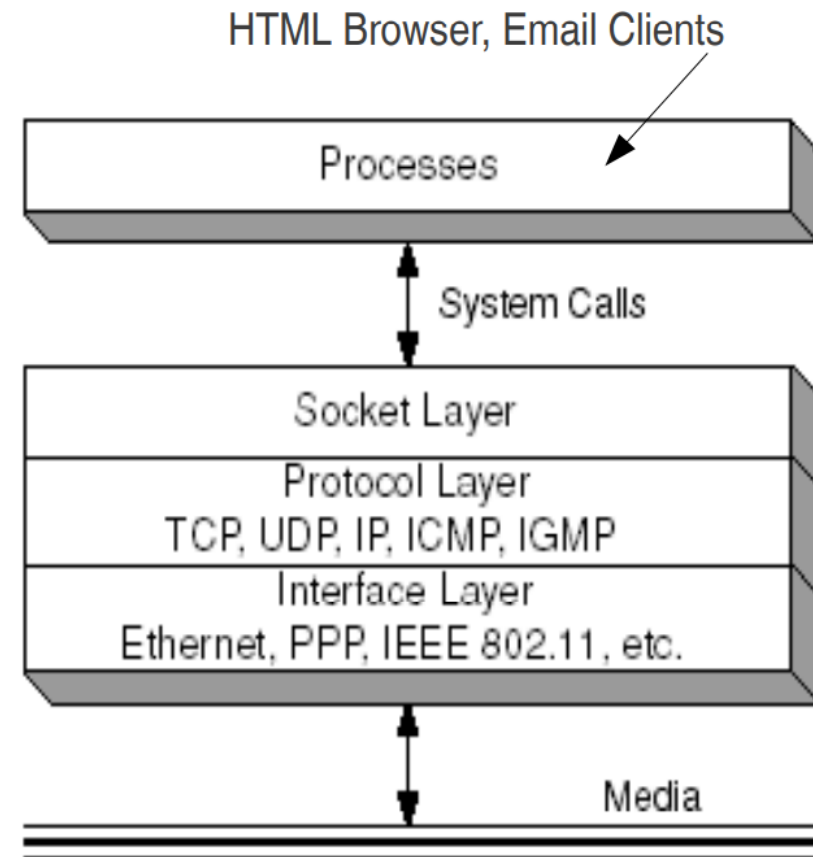 HTML Browser, Email Clients
Processes
System Calls
Socket Layer
Protocol Layer
TCP, UDP, IP, ICMP, IGMP
Interface Layer
Ethernet, PPP, IEEE 802.11, etc.
Media